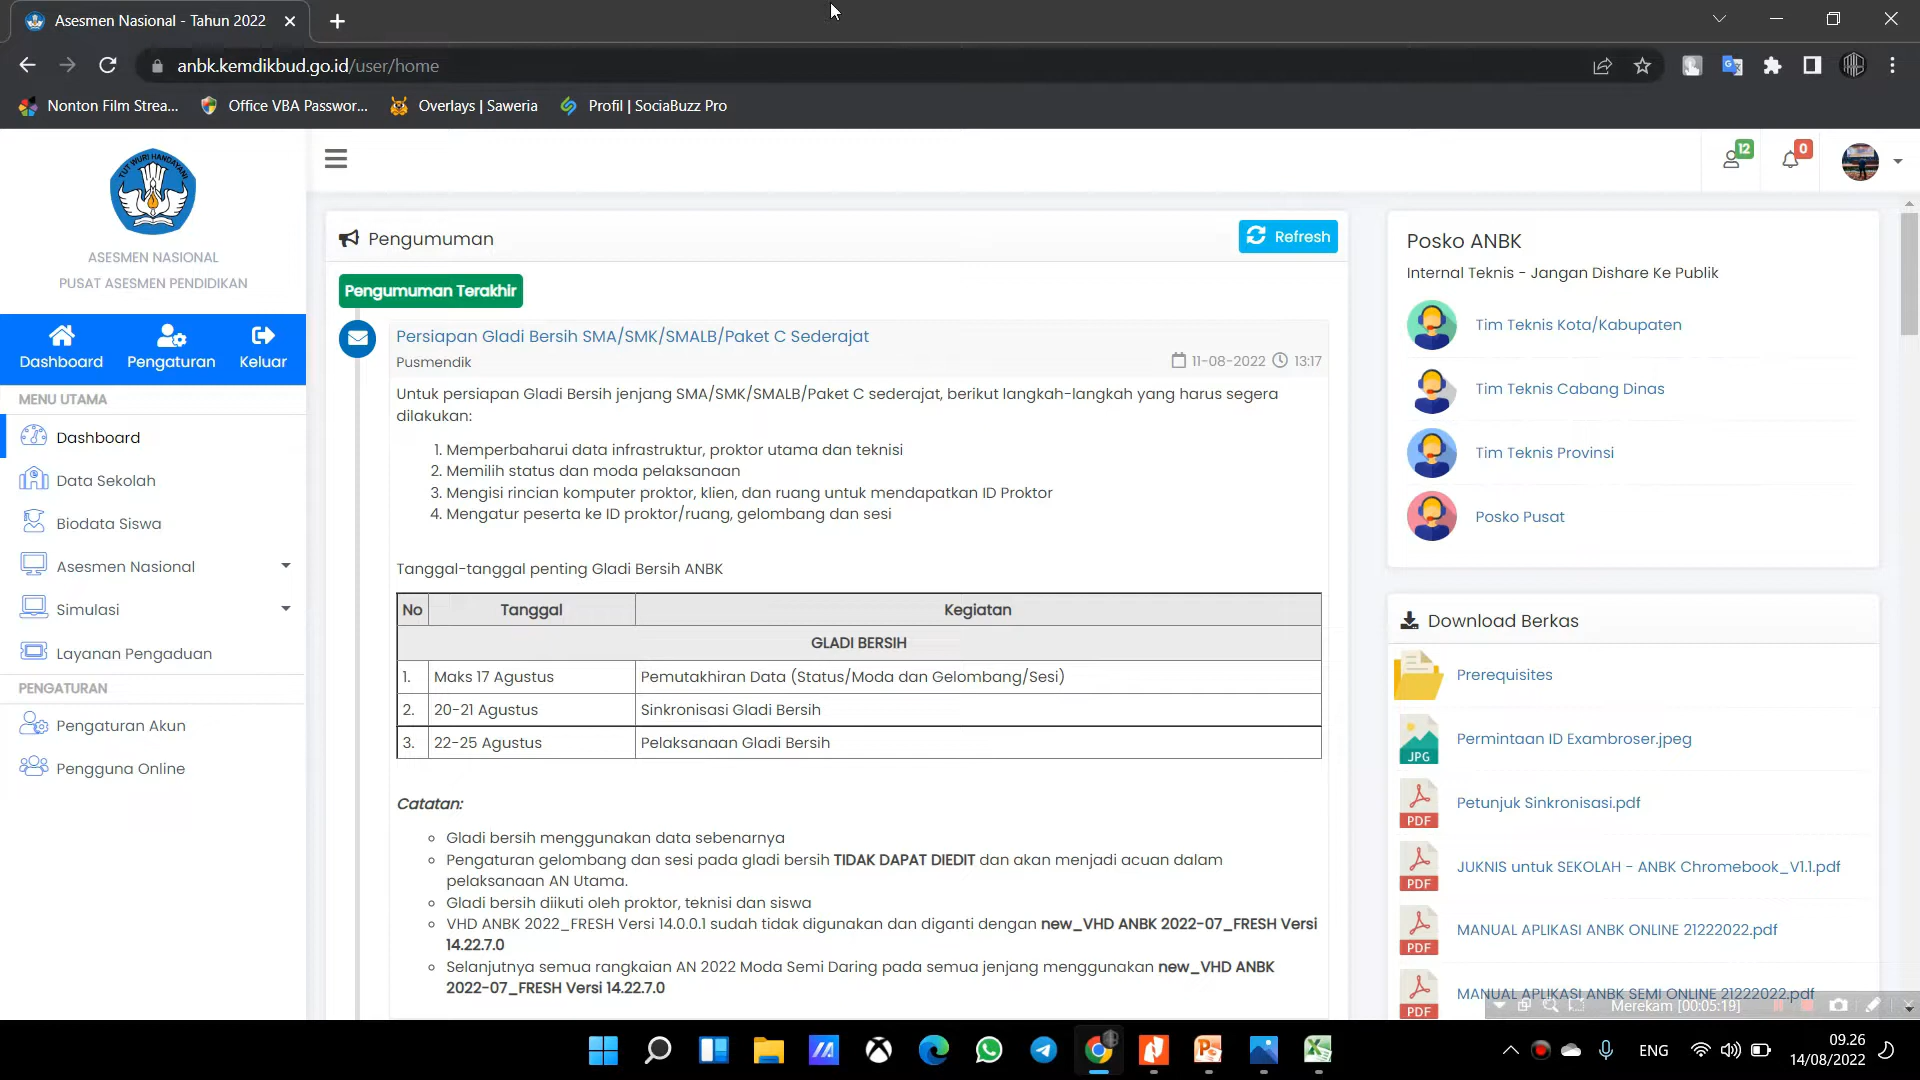 Asesmen Nasional - Tahun 2022
anbk.kemdikbud.go.id/user/home
Nonton Film Strea...
Office VBA Passwor...
Overlays | Saweria
Profil | SociaBuzz Pro
TUT WURI HANDAYANI
ASESMEN NASIONAL
PUSAT ASESMEN PENDIDIKAN
Dashboard
Pengaturan
Keluar
MENU UTAMA
Dashboard
Data Sekolah
Biodata Siswa
Asesmen Nasional
Simulasi
Layanan Pengaduan
PENGATURAN
Pengaturan Akun
Pengguna Online
12
0
Pengumuman
Refresh
Pengumuman Terakhir
Persiapan Gladi Bersih SMA/SMK/SMALB/Paket C Sederajat
Pusmendik
11-08-2022 13:17
Untuk persiapan Gladi Bersih jenjang SMA/SMK/SMALB/Paket C sederajat, berikut langkah-langkah yang harus segera
dilakukan:
1. Memperbaharui data infrastruktur, proktor utama dan teknisi
2. Memilih status dan moda pelaksanaan
3. Mengisi rincian komputer proktor, klien, dan ruang untuk mendapatkan ID Proktor
4. Mengatur peserta ke ID proktor/ruang, gelombang dan sesi
Tanggal-tanggal penting Gladi Bersih ANBK
No Tanggal Kegiatan
GLADI BERSIH
1. Maks 17 Agustus Pemutakhiran Data (Status/Moda dan Gelombang/Sesi)
2. 20-21 Agustus Sinkronisasi Gladi Bersih
3. 22-25 Agustus Pelaksanaan Gladi Bersih
Catatan:
Gladi bersih menggunakan data sebenarnya
Pengaturan gelombang dan sesi pada gladi bersih TIDAK DAPAT DIEDIT dan akan menjadi acuan dalam
pelaksanaan AN Utama.
Gladi bersih diikuti oleh proktor, teknisi dan siswa
VHD ANBK 2022_FRESH Versi 14.0.0.1 sudah tidak digunakan dan diganti dengan new_VHD ANBK 2022-07_FRESH Versi
14.22.7.0
Selanjutnya semua rangkaian AN 2022 Moda Semi Daring pada semua jenjang menggunakan new_VHD ANBK
2022-07_FRESH Versi 14.22.7.0
Posko ANBK
Internal Teknis - Jangan Dishare Ke Publik
Tim Teknis Kota/Kabupaten
Tim Teknis Cabang Dinas
Tim Teknis Provinsi
Posko Pusat
Download Berkas
Prerequisites
JPG
Permintaan ID Exambroser.jpeg
PDF
Petunjuk Sinkronisasi.pdf
PDF
JUKNIS untuk SEKOLAH - ANBK Chromebook_V1.1.pdf
PDF
MANUAL APLIKASI ANBK ONLINE 21222022.pdf
PDF
MANUAL APLIKASI ANBK SEMI ONLINE 21222022.pdf
Merekam [00:05:19]
ENG
09.26
14/08/2022